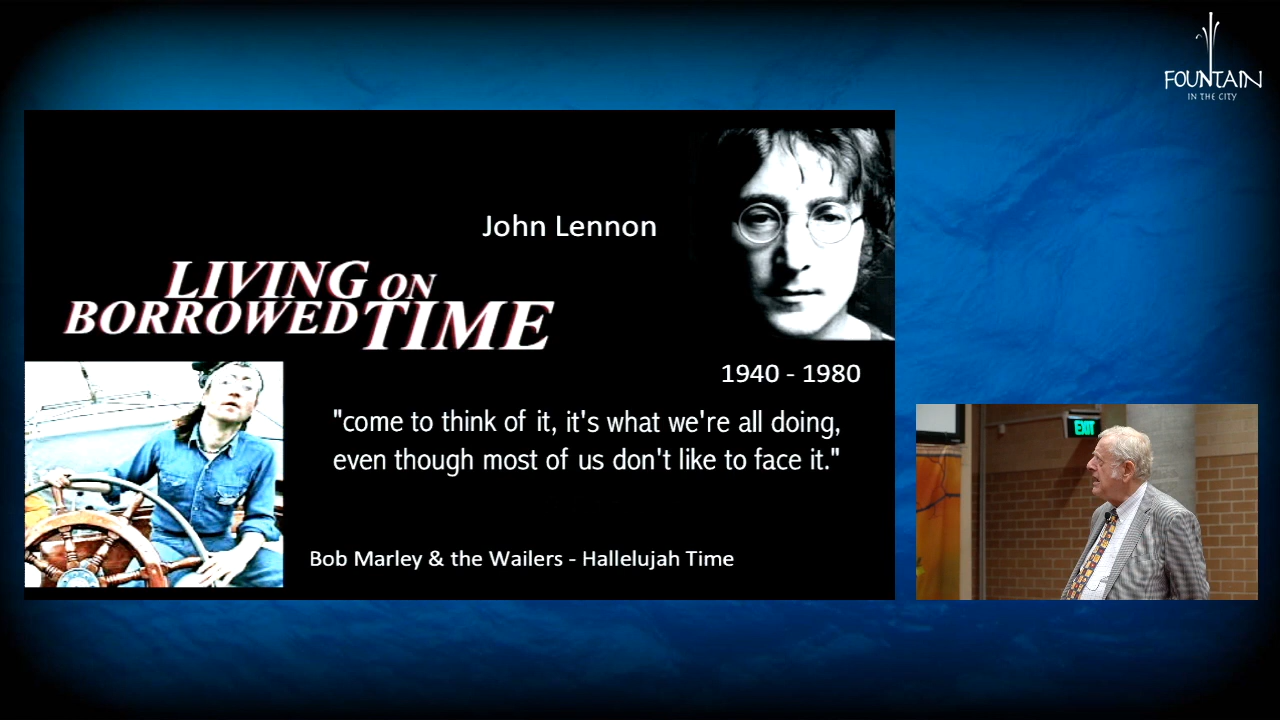 FOUNTAIN
IN THE CITY
John Lennon
LIVING ON
BORROWED TIME
1940 - 1980
"come to think of it, it's what we're all doing,
even though most of us don't like to face it."
Bob Marley & the Wailers - Hallelujah Time
EXIT